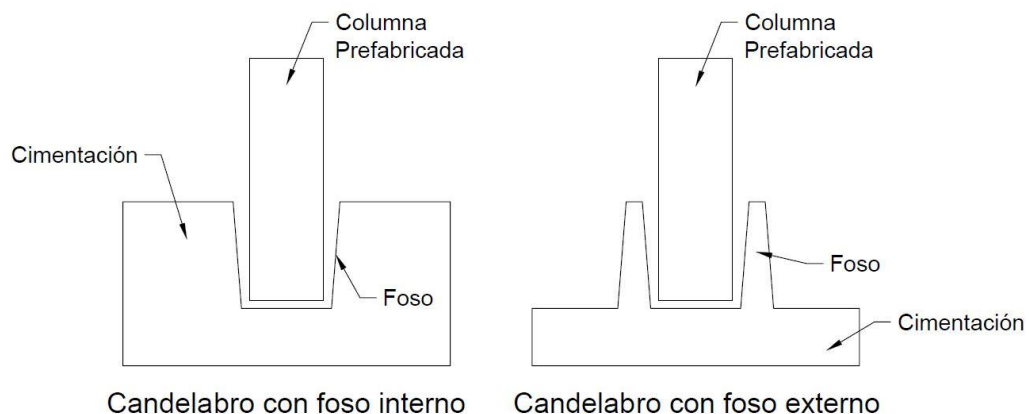 Columna
Prefabricada
Cimentación
Foso
Candelabro con foso interno
Columna
Prefabricada
Foso
Cimentación
Candelabro con foso externo